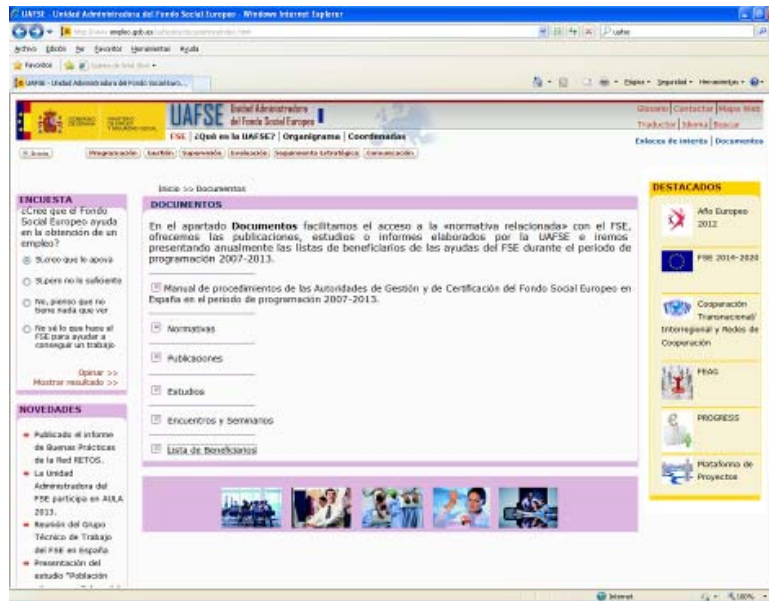 UAFSE - Unidad Administradora del Fondo Social Europeo - Windows Internet Explorer
uafse
Archivo Edición Ver Favoritos Herramientas Ayuda
Favoritos
UAFSE - Unidad Administradora del Fondo Social Euro...
Página Seguridad Herramientas
UAFSE Unidad Administradora
del Fondo Social Europeo
FSE | ¿Qué es la UAFSE? | Organigrama | Coordenadas
Glosario | Contactar | Mapa Web
Traductor | Idioma | Buscar
Enlaces de interés | Documentos
Inicio
Programación Gestión Supervisión Evaluación Seguimiento Estratégico Comunicación
Inicio >> Documentos
ENCUESTA
¿Cree que el Fondo
Social Europeo ayuda
en la obtención de un
empleo?
Sí,creo que lo apoya
Sí,pero no lo suficiente
No, pienso que no
tiene nada que ver
No sé lo que hace el
FSE para ayudar a
conseguir un trabajo
Opinar >>
Mostrar resultado >>
NOVEDADES
Publicado el informe
de Buenas Prácticas
de la Red RETOS.
La Unidad
Administradora del
FSE participa en AULA
2013.
Reunión del Grupo
Técnico de Trabajo
del FSE en España
Presentación del
estudio "Población
DOCUMENTOS
En el apartado Documentos facilitamos el acceso a la «normativa relacionada» con el FSE,
ofrecemos las publicaciones, estudios o informes elaborados por la UAFSE e iremos
presentando anualmente las listas de beneficiarios de las ayudas del FSE durante el periodo de
programación 2007-2013.
Manual de procedimientos de las Autoridades de Gestión y de Certificación del Fondo Social Europeo en
España en el periodo de programación 2007-2013.
Normativas
Publicaciones
Estudios
Encuentros y Seminarios
Lista de Beneficiarios
DESTACADOS
Año Europeo
2012
FSE 2014-2020
Cooperación
Transnacional/
Interregional y Redes de
Cooperación
FEAG
PROGRESS
Plataforma de
Proyectos
Internet
100%